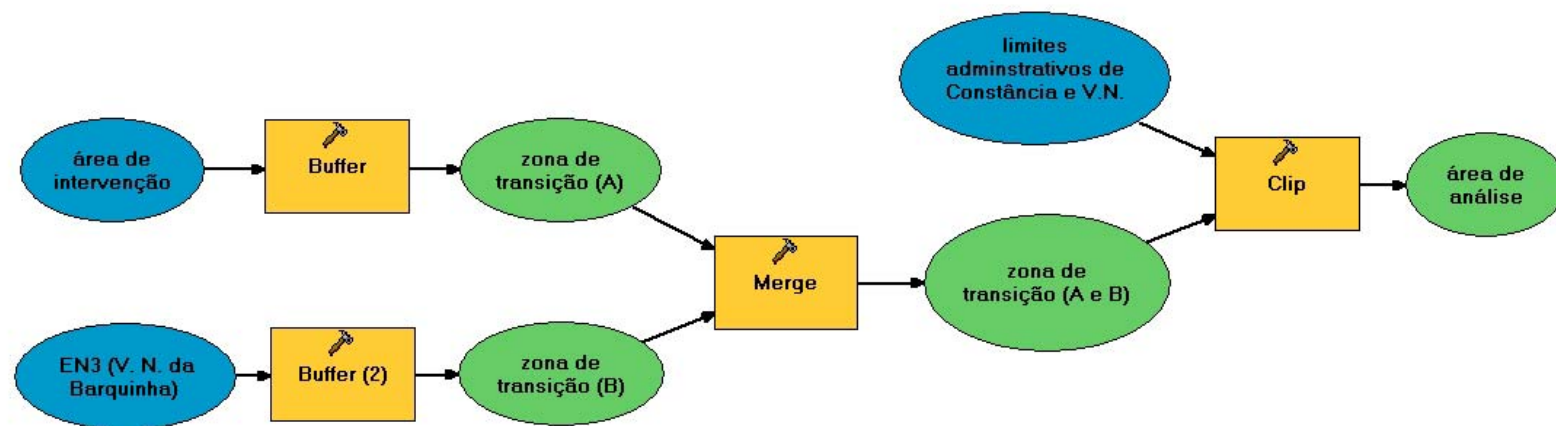 limites
adminstrativos de
Constância e V.N.
área de
intervenção
Buffer
zona de
transição (A)
Clip
área de
análise
Merge
zona de
transição (A e B)
EN3 (V. N. da
Barquinha)
Buffer (2)
zona de
transição (B)